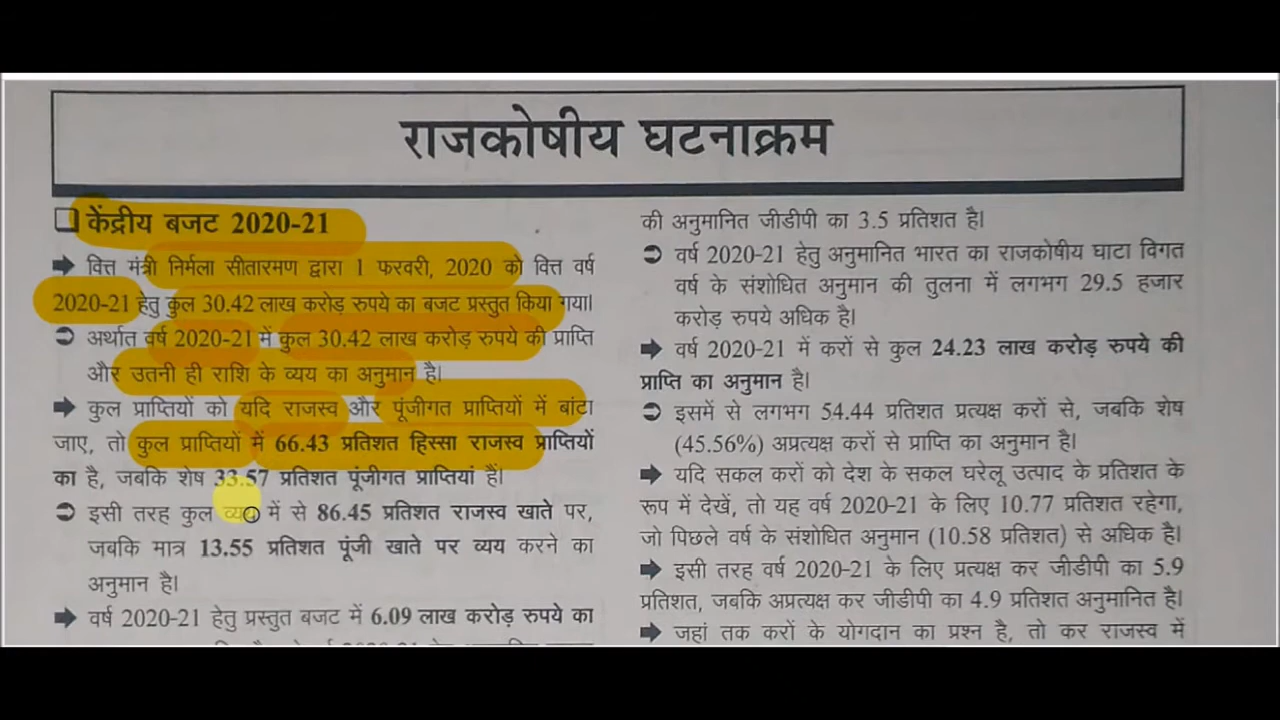 राजकोषीय घटनाक्रम
❑ केंद्रीय बजट 2020-21
➡ वित्त मंत्री निर्मला सीतारमण द्वारा 1 फरवरी, 2020 को वित्त वर्ष
2020-21 हेतु कुल 30.42 लाख करोड़ रुपये का बजट प्रस्तुत किया गया।
➲ अर्थात वर्ष 2020-21 में कुल 30.42 लाख करोड़ रुपये की प्राप्ति
और उतनी ही राशि के व्यय का अनुमान है।
➡ कुल प्राप्तियों को यदि राजस्व और पूंजीगत प्राप्तियों में बांटा
जाए, तो कुल प्राप्तियों में 66.43 प्रतिशत हिस्सा राजस्व प्राप्तियों
का है, जबकि शेष 33.57 प्रतिशत पूंजीगत प्राप्तियां हैं।
➲ इसी तरह कुल व्यय में से 86.45 प्रतिशत राजस्व खाते पर,
जबकि मात्र 13.55 प्रतिशत पूंजी खाते पर व्यय करने का
अनुमान है।
➡ वर्ष 2020-21 हेतु प्रस्तुत बजट में 6.09 लाख करोड़ रुपये का
की अनुमानित जीडीपी का 3.5 प्रतिशत है।
➲ वर्ष 2020-21 हेतु अनुमानित भारत का राजकोषीय घाटा विगत
वर्ष के संशोधित अनुमान की तुलना में लगभग 29.5 हजार
करोड़ रुपये अधिक है।
➡ वर्ष 2020-21 में करों से कुल 24.23 लाख करोड़ रुपये की
प्राप्ति का अनुमान है।
➲ इसमें से लगभग 54.44 प्रतिशत प्रत्यक्ष करों से, जबकि शेष
(45.56%) अप्रत्यक्ष करों से प्राप्ति का अनुमान है।
➡ यदि सकल करों को देश के सकल घरेलू उत्पाद के प्रतिशत के
रूप में देखें, तो यह वर्ष 2020-21 के लिए 10.77 प्रतिशत रहेगा,
जो पिछले वर्ष के संशोधित अनुमान (10.58 प्रतिशत) से अधिक है।
➡ इसी तरह वर्ष 2020-21 के लिए प्रत्यक्ष कर जीडीपी का 5.9
प्रतिशत, जबकि अप्रत्यक्ष कर जीडीपी का 4.9 प्रतिशत अनुमानित है।
➡ जहां तक करों के योगदान का प्रश्न है, तो कर राजस्व में